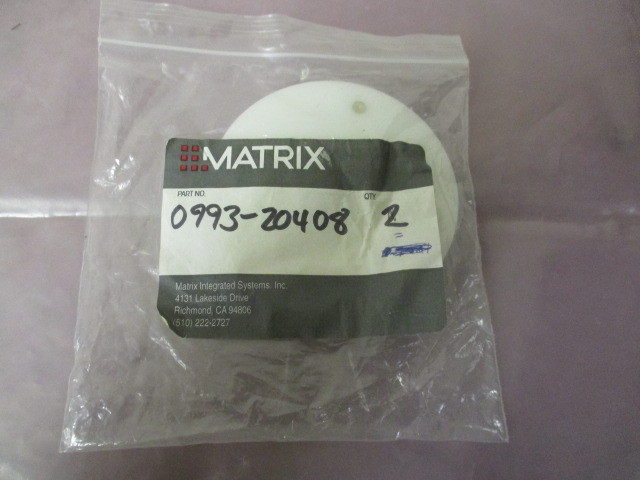 MATRIX
PART NO. QTY.
0993-20408 2
Matrix Integrated Systems, Inc.
4131 Lakeside Drive
Richmond, CA 94806
(510) 222-2727